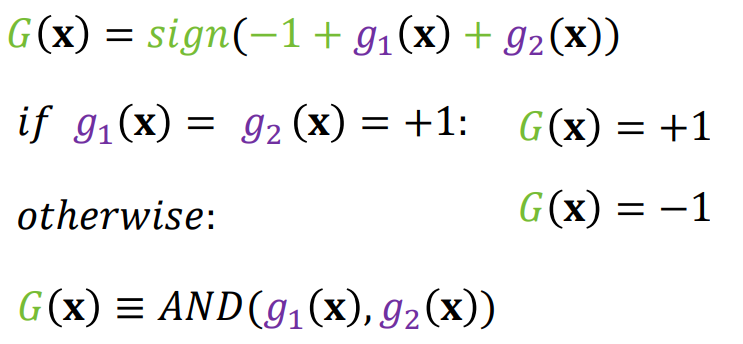 G(x) = sign(−1 + g₁(x) + g₂(x))
if g₁(x) = g₂ (x) = +1: G(x) = +1
otherwise: G(x) = −1
G(x) ≡ AND(g₁(x), g₂(x))